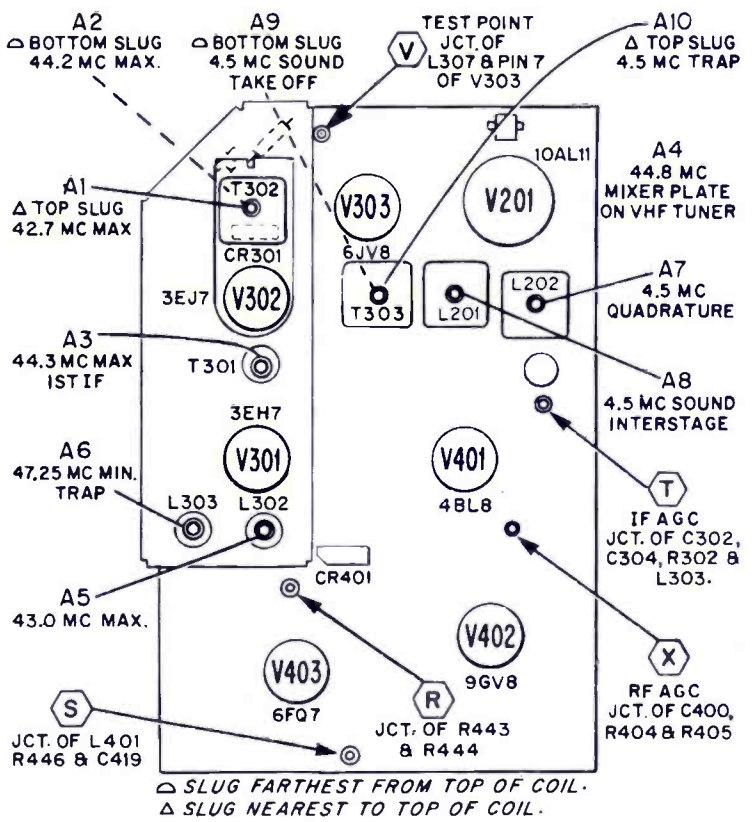 A2
⌓ BOTTOM SLUG
44.2 MC MAX.
A9
⌓ BOTTOM SLUG
4.5 MC SOUND
TAKE OFF
V
TEST POINT
JCT. OF
L307 & PIN 7
OF V303
A10
Δ TOP SLUG
4.5 MC TRAP
A1
Δ TOP SLUG
42.7 MC MAX
T302
CR301
3EJ7
V302
V303
6JV8
10AL11
V201
A4
44.8 MC
MIXER PLATE
ON VHF TUNER
T303
L201
L202
A7
4.5 MC
QUADRATURE
A3
44.3 MC MAX
1ST IF
T301
A8
4.5 MC SOUND
INTERSTAGE
3EH7
V301
V401
4BL8
A6
47.25 MC MIN.
TRAP
L303
L302
T
IF AGC
JCT. OF C302,
C304, R302 &
L303.
A5
43.0 MC MAX.
CR401
V403
6FQ7
V402
9GV8
X
RF AGC
JCT. OF C400,
R404 & R405
S
JCT. OF L401
R446 & C419
R
JCT. OF R443
& R444
⌓ SLUG FARTHEST FROM TOP OF COIL.
Δ SLUG NEAREST TO TOP OF COIL.